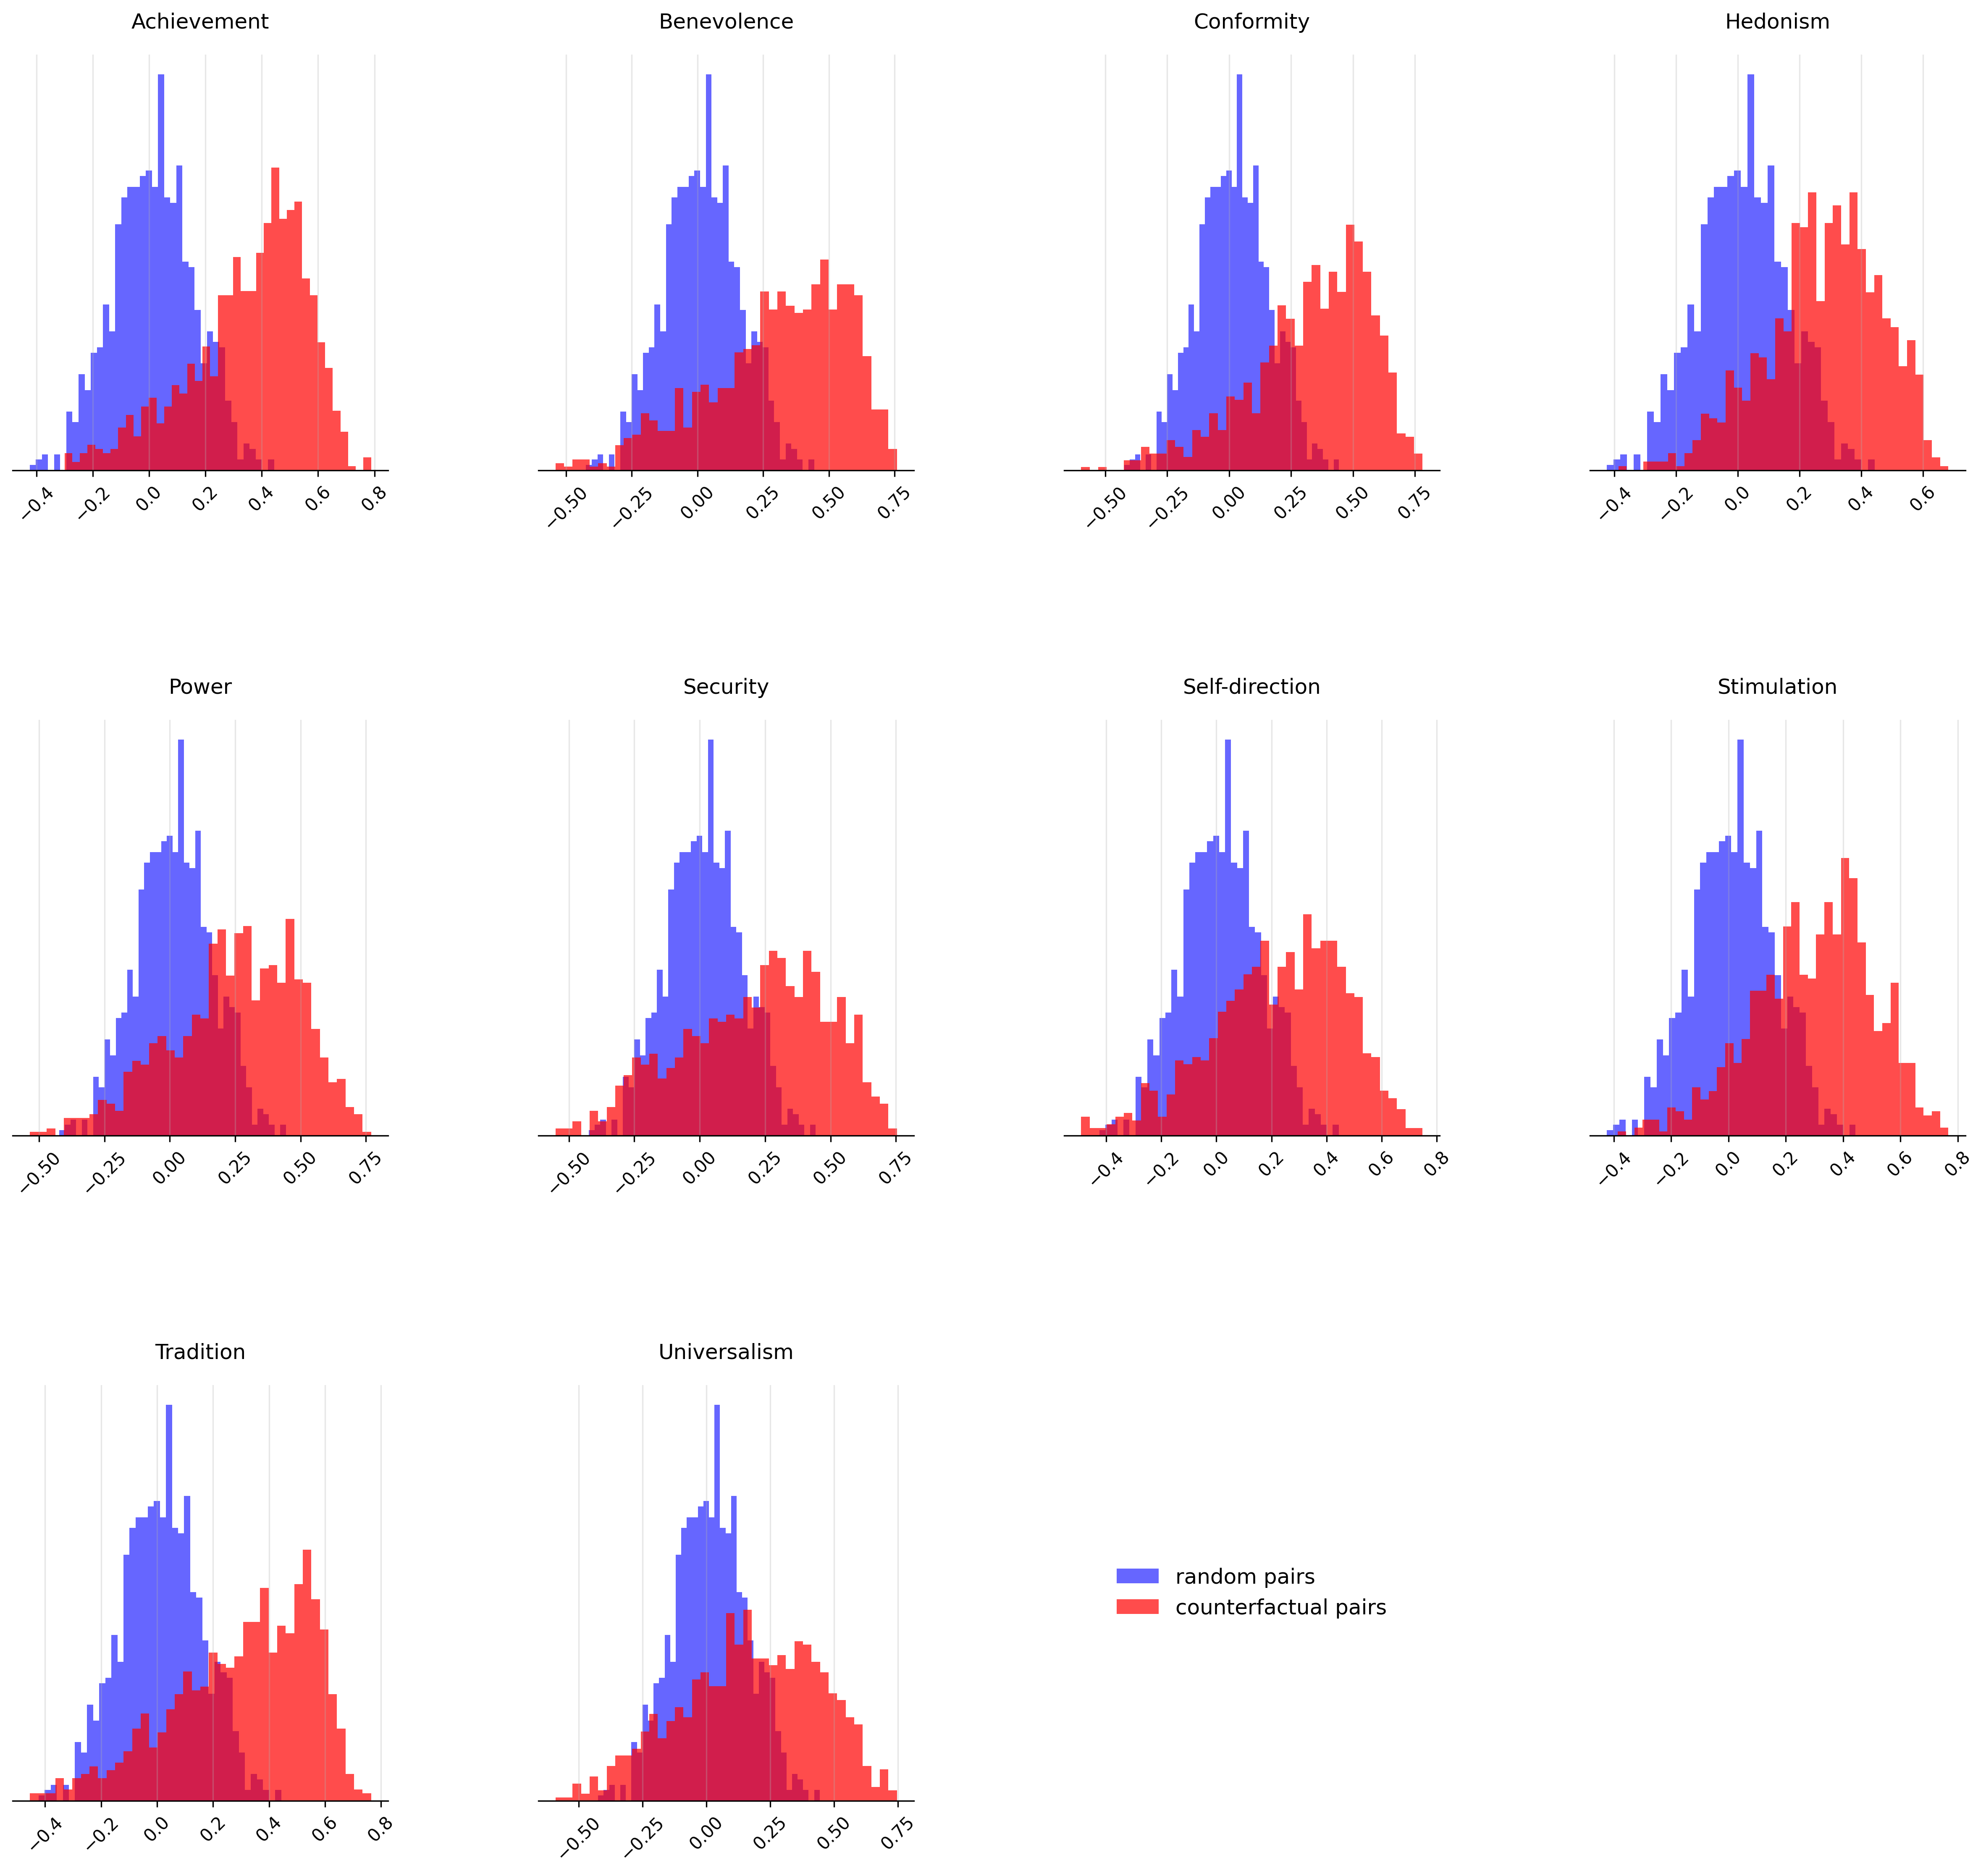 Achievement
Benevolence
Conformity
Hedonism
−0.4 −0.2 0.0 0.2 0.4 0.6 0.8
−0.50 −0.25 0.00 0.25 0.50 0.75
−0.50 −0.25 0.00 0.25 0.50 0.75
−0.4 −0.2 0.0 0.2 0.4 0.6
Power
Security
Self-direction
Stimulation
−0.50 −0.25 0.00 0.25 0.50 0.75
−0.50 −0.25 0.00 0.25 0.50 0.75
−0.4 −0.2 0.0 0.2 0.4 0.6 0.8
−0.4 −0.2 0.0 0.2 0.4 0.6 0.8
Tradition
Universalism
random pairs
counterfactual pairs
−0.4 −0.2 0.0 0.2 0.4 0.6 0.8
−0.50 −0.25 0.00 0.25 0.50 0.75